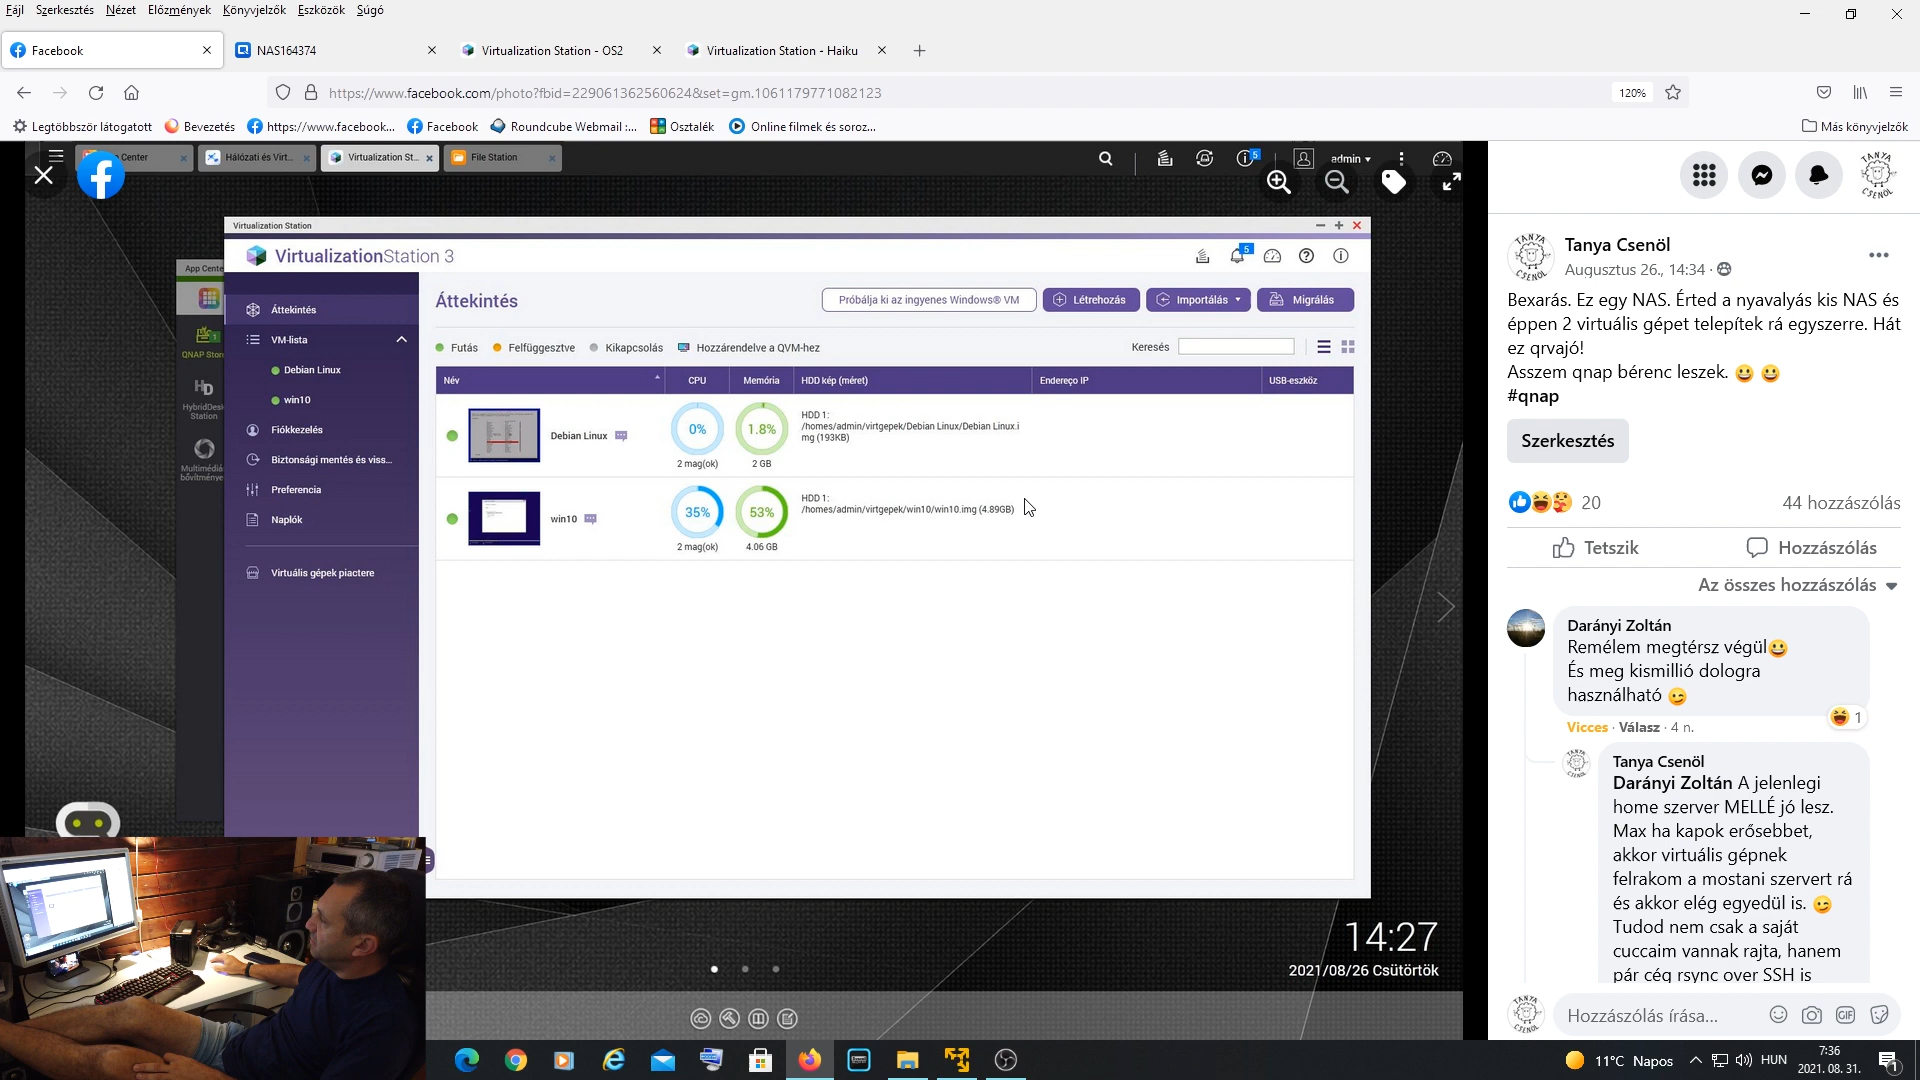 Fájl Szerkesztés Nézet Előzmények Könyvjelzők Eszközök Súgó
Facebook
NAS164374
Virtualization Station - OS2
Virtualization Station - Haiku
https://www.facebook.com/photo?fbid=229061362560624&set=gm.1061179771082123
120%
Legtöbbször látogatott
Bevezetés
https://www.facebook...
Facebook
Roundcube Webmail :...
Osztalék
Online filmek és soroz...
Más könyvjelzők
Center
Hálózati és Virt...
Virtualization St...
File Station
5
admin
Virtualization Station
VirtualizationStation 3
5
App Cente
1
QNAP Stor
HD
HybridDesk
Station
Multimédiás
bővítménye
Áttekintés
VM-lista
Debian Linux
win10
Fiókkezelés
Biztonsági mentés és viss...
Preferencia
Naplók
Virtuális gépek piactere
Áttekintés
Próbálja ki az ingyenes Windows® VM
Létrehozás
Importálás
Migrálás
Futás
Felfüggesztve
Kikapcsolás
Hozzárendelve a QVM-hez
Keresés
Név
CPU
Memória
HDD kép (méret)
Endereço IP
USB-eszköz
Debian Linux
0%
2 mag(ok)
1.8%
2 GB
HDD 1:
/homes/admin/virtgepek/Debian Linux/Debian Linux.i
mg (193KB)
win10
35%
2 mag(ok)
53%
4.06 GB
HDD 1:
/homes/admin/virtgepek/win10/win10.img (4.89GB)
14:27
2021/08/26 Csütörtök
TANYA
CSENÖL
Tanya Csenöl
Augusztus 26., 14:34 ·
Bexarás. Ez egy NAS. Érted a nyavalyás kis NAS és
éppen 2 virtuális gépet telepítek rá egyszerre. Hát
ez qrvajó!
Asszem qnap bérenc leszek. 😀 😀
#qnap
Szerkesztés
20
44 hozzászólás
Tetszik
Hozzászólás
Az összes hozzászólás
Darányi Zoltán
Remélem megtérsz végül😀
És meg kismillió dologra
használható 😉
1
Vicces · Válasz · 4 n.
Tanya Csenöl
Darányi Zoltán A jelenlegi
home szerver MELLÉ jó lesz.
Max ha kapok erősebbet,
akkor virtuális gépnek
felrakom a mostani szervert rá
és akkor elég egyedül is. 😉
Tudod nem csak a saját
cuccaim vannak rajta, hanem
pár cég rsync over SSH is
Hozzászólás írása...
GIF
11°C Napos
HUN
7:36
2021. 08. 31.
1